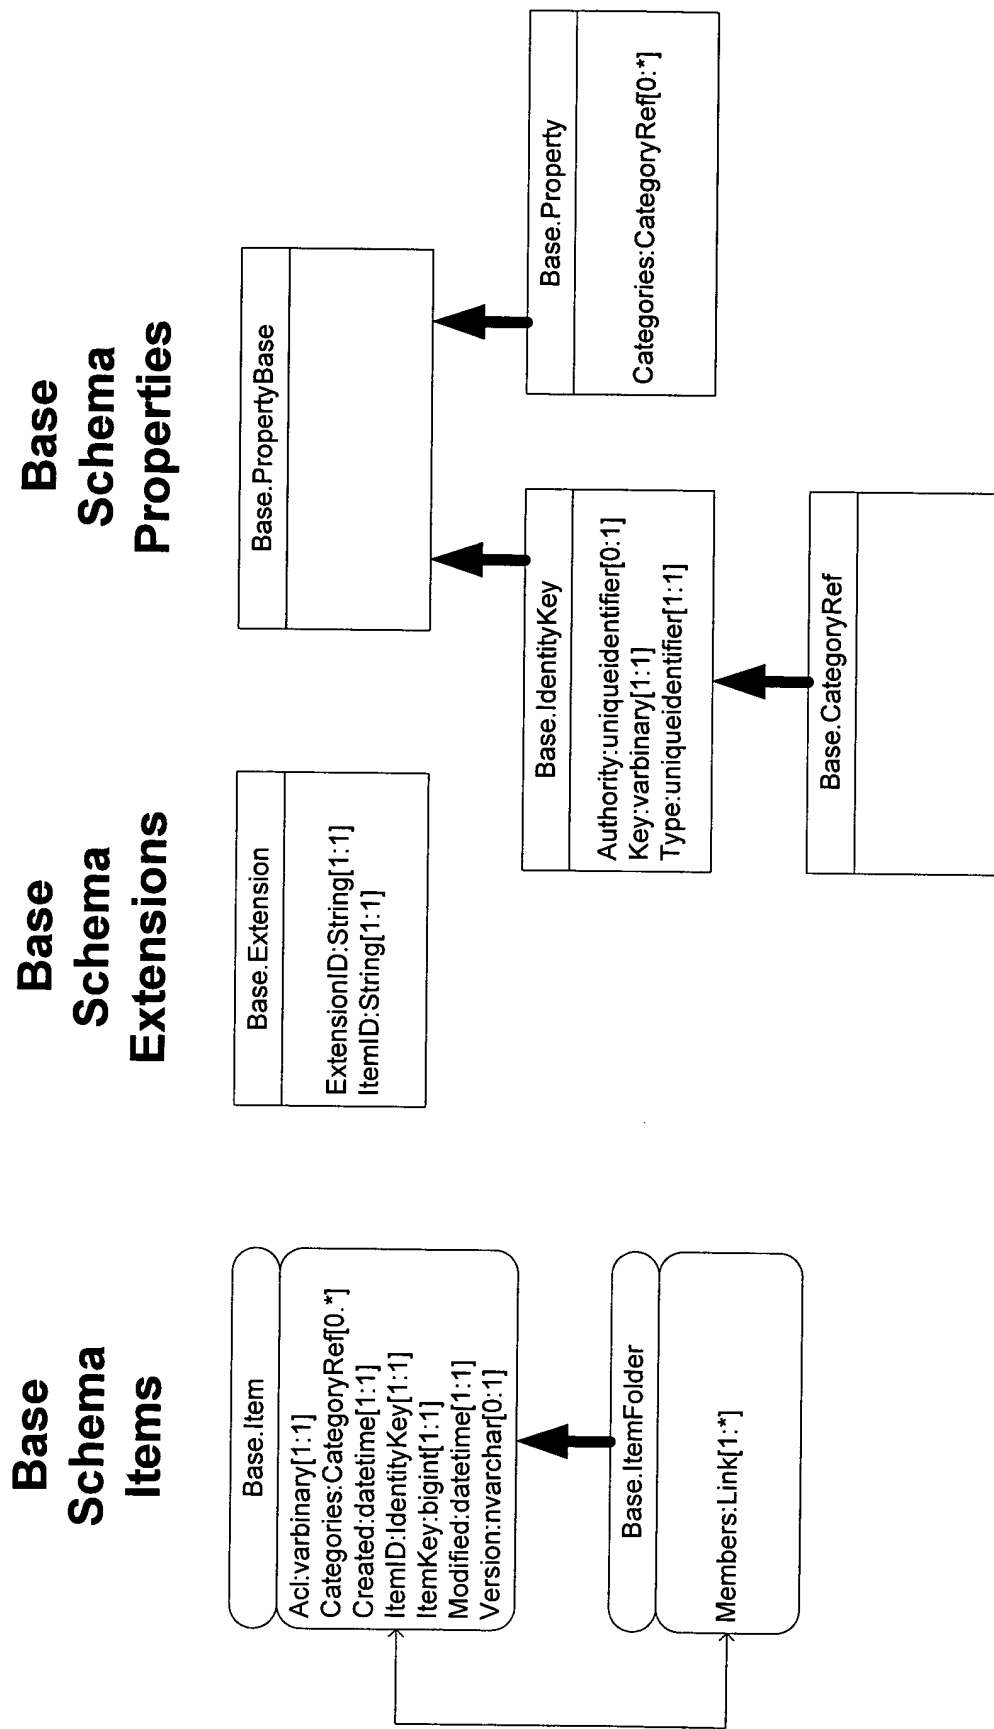 Base
Schema
Items
Base.Item
Acl:varbinary[1:1]
Categories:CategoryRef[0.*]
Created:datetime[1:1]
ItemID:IdentityKey[1:1]
ItemKey:bigint[1:1]
Modified:datetime[1:1]
Version:nvarchar[0:1]
Base.ItemFolder
Members:Link[1:*]
Base
Schema
Extensions
Base.Extension
ExtensionID:String[1:1]
ItemID:String[1:1]
Base
Schema
Properties
Base.PropertyBase
Base.IdentityKey
Authority:uniqueidentifier[0:1]
Key:varbinary[1:1]
Type:uniqueidentifier[1:1]
Base.Property
Categories:CategoryRef[0:*]
Base.CategoryRef